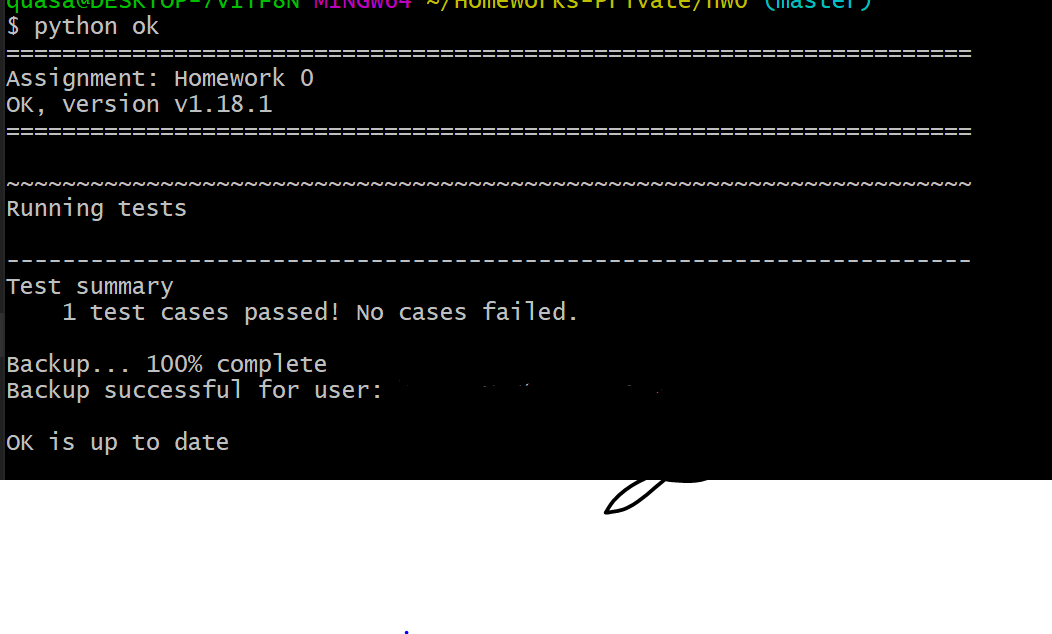 quasa@DESKTOP-7V1TF8N MINGW64 ~/Homeworks-Private/hw0 (master)
$ python ok
=====================================================================
Assignment: Homework 0
OK, version v1.18.1
=====================================================================
~~~~~~~~~~~~~~~~~~~~~~~~~~~~~~~~~~~~~~~~~~~~~~~~~~~~~~~~~~~~~~~~~~~~~
Running tests
---------------------------------------------------------------------
Test summary
    1 test cases passed! No cases failed.
Backup... 100% complete
Backup successful for user:
OK is up to date